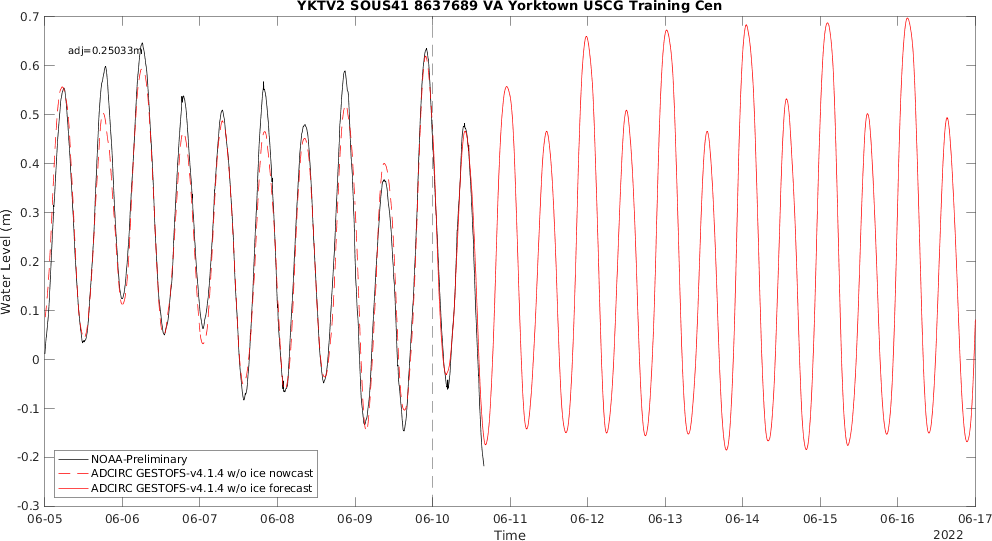 YKTV2 SOUS41 8637689 VA Yorktown USCG Training Cen
adj=0.25033m
0.7
0.6
0.5
0.4
0.3
0.2
0.1
0
-0.1
-0.2
-0.3
Water Level (m)
NOAA-Preliminary
ADCIRC GESTOFS-v4.1.4 w/o ice nowcast
ADCIRC GESTOFS-v4.1.4 w/o ice forecast
06-05 06-06 06-07 06-08 06-09 06-10 06-11 06-12 06-13 06-14 06-15 06-16 06-17
Time
2022